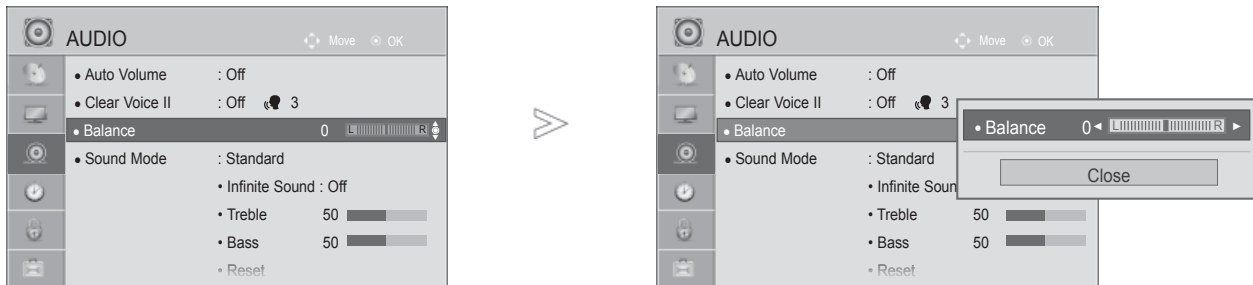 AUDIO
Move
OK
• Auto Volume : Off
• Clear Voice II : Off 3
• Balance 0 L R
• Sound Mode : Standard
• Infinite Sound : Off
• Treble 50
• Bass 50
• Reset
AUDIO
Move
OK
• Auto Volume : Off
• Clear Voice II : Off 3
• Balance
• Sound Mode : Standard
• Infinite Soun
• Treble 50
• Bass 50
• Reset
• Balance 0 ◄ L R ►
Close